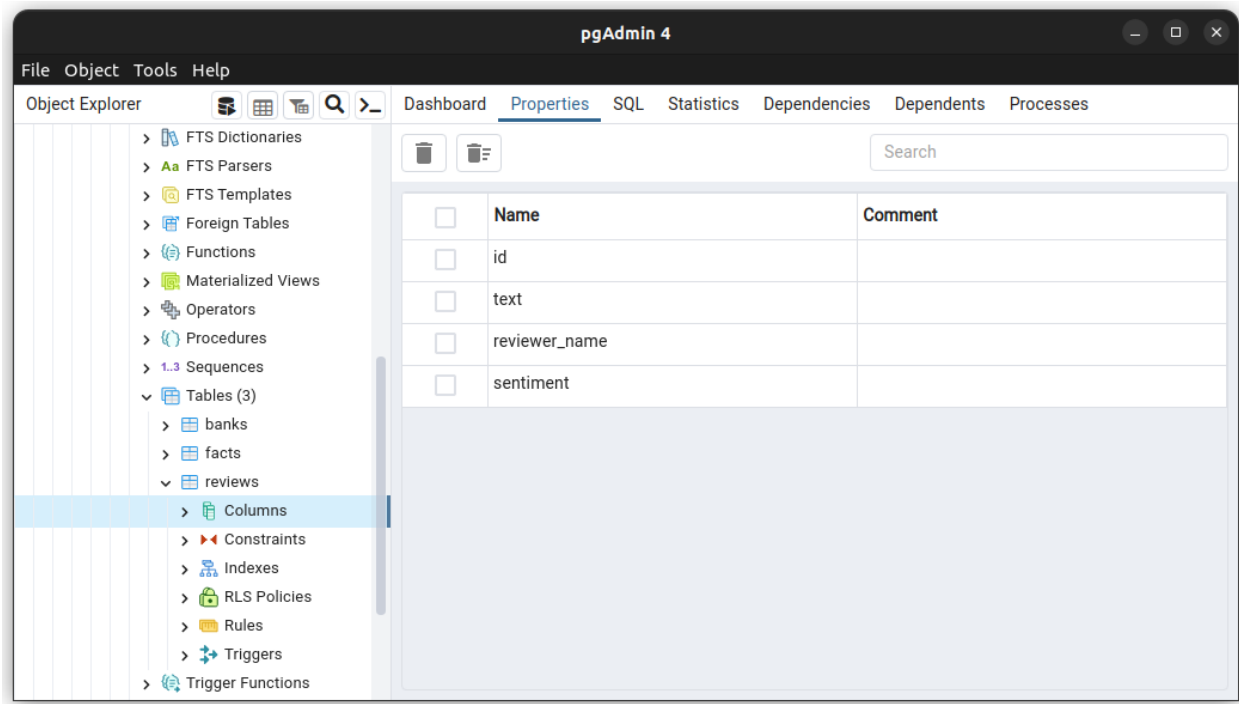 pgAdmin 4
File Object Tools Help
Object Explorer
Dashboard Properties SQL Statistics Dependencies Dependents Processes
FTS Dictionaries
Aa FTS Parsers
FTS Templates
Foreign Tables
Functions
Materialized Views
Operators
Procedures
1..3 Sequences
Tables (3)
banks
facts
reviews
Columns
Constraints
Indexes
RLS Policies
Rules
Triggers
Trigger Functions
Search
Name Comment
id
text
reviewer_name
sentiment